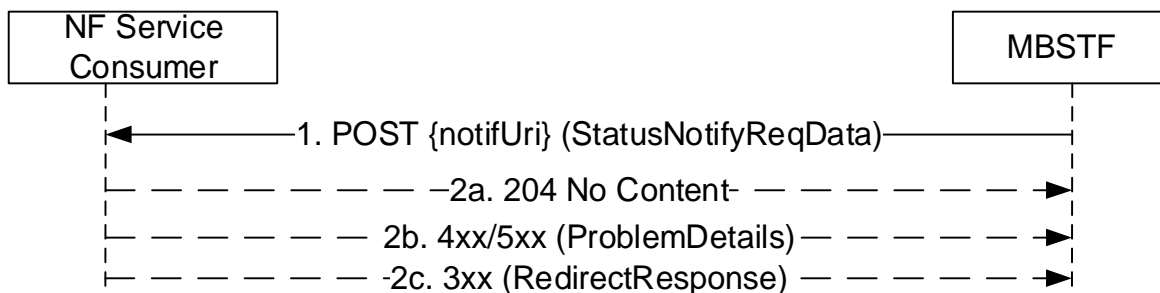 NF Service
Consumer
MBSTF
1. POST {notifUri} (StatusNotifyReqData)
2a. 204 No Content
2b. 4xx/5xx (ProblemDetails)
2c. 3xx (RedirectResponse)